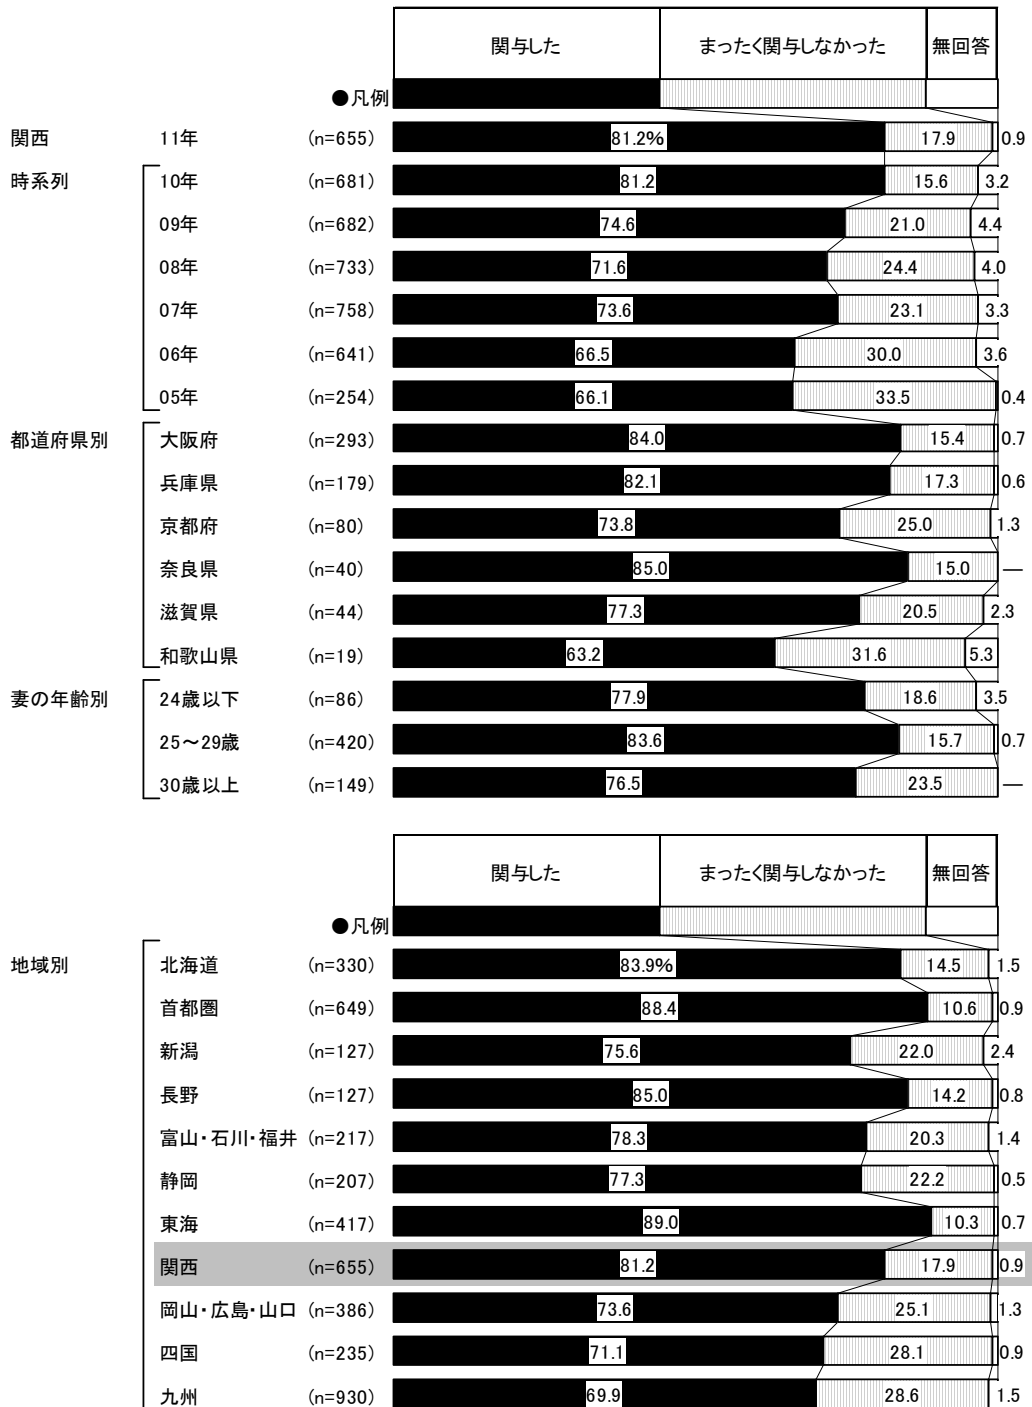 関与した まったく関与しなかった 無回答
●凡例
関西 11年 (n=655) 81.2% 17.9 0.9
時系列 10年 (n=681) 81.2 15.6 3.2
09年 (n=682) 74.6 21.0 4.4
08年 (n=733) 71.6 24.4 4.0
07年 (n=758) 73.6 23.1 3.3
06年 (n=641) 66.5 30.0 3.6
05年 (n=254) 66.1 33.5 0.4
都道府県別 大阪府 (n=293) 84.0 15.4 0.7
兵庫県 (n=179) 82.1 17.3 0.6
京都府 (n=80) 73.8 25.0 1.3
奈良県 (n=40) 85.0 15.0 —
滋賀県 (n=44) 77.3 20.5 2.3
和歌山県 (n=19) 63.2 31.6 5.3
妻の年齢別 24歳以下 (n=86) 77.9 18.6 3.5
25～29歳 (n=420) 83.6 15.7 0.7
30歳以上 (n=149) 76.5 23.5 —
関与した まったく関与しなかった 無回答
●凡例
地域別 北海道 (n=330) 83.9% 14.5 1.5
首都圏 (n=649) 88.4 10.6 0.9
新潟 (n=127) 75.6 22.0 2.4
長野 (n=127) 85.0 14.2 0.8
富山・石川・福井 (n=217) 78.3 20.3 1.4
静岡 (n=207) 77.3 22.2 0.5
東海 (n=417) 89.0 10.3 0.7
関西 (n=655) 81.2 17.9 0.9
岡山・広島・山口 (n=386) 73.6 25.1 1.3
四国 (n=235) 71.1 28.1 0.9
九州 (n=930) 69.9 28.6 1.5